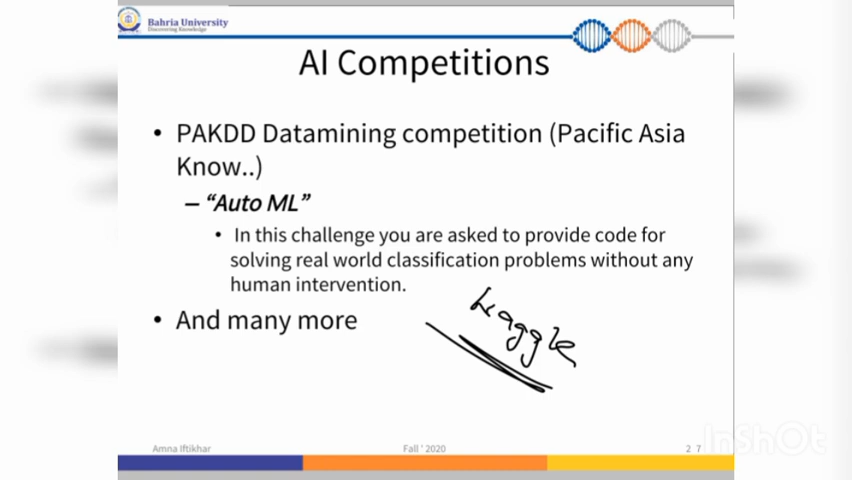 Bahria University
Discovering Knowledge
AI Competitions
• PAKDD Datamining competition (Pacific Asia
Know..)
– “Auto ML”
• In this challenge you are asked to provide code for
solving real world classification problems without any
human intervention.
• And many more
kaggle
Amna Iftikhar
Fall ' 2020
2 7
InShOt